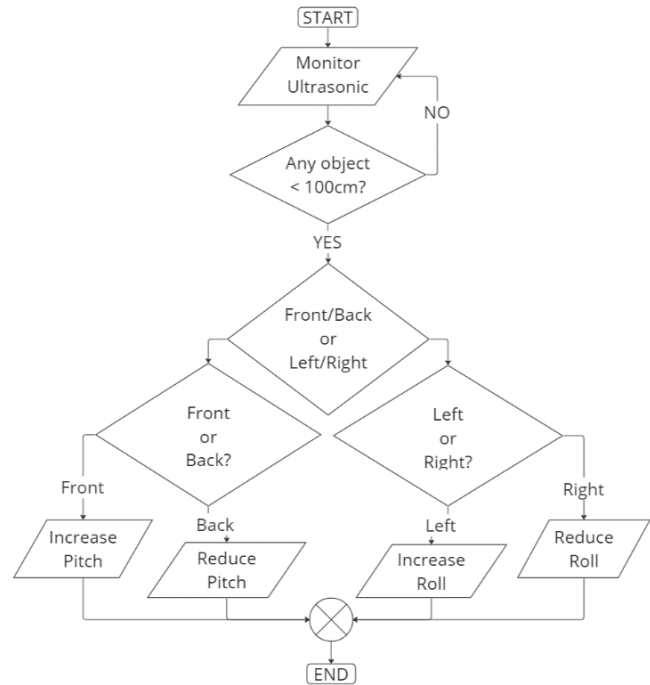 START
Monitor
Ultrasonic
NO
Any object
< 100cm?
YES
Front/Back
or
Left/Right
Front
or
Back?
Left
or
Right?
Front
Right
Back
Left
Increase
Pitch
Reduce
Pitch
Increase
Roll
Reduce
Roll
END